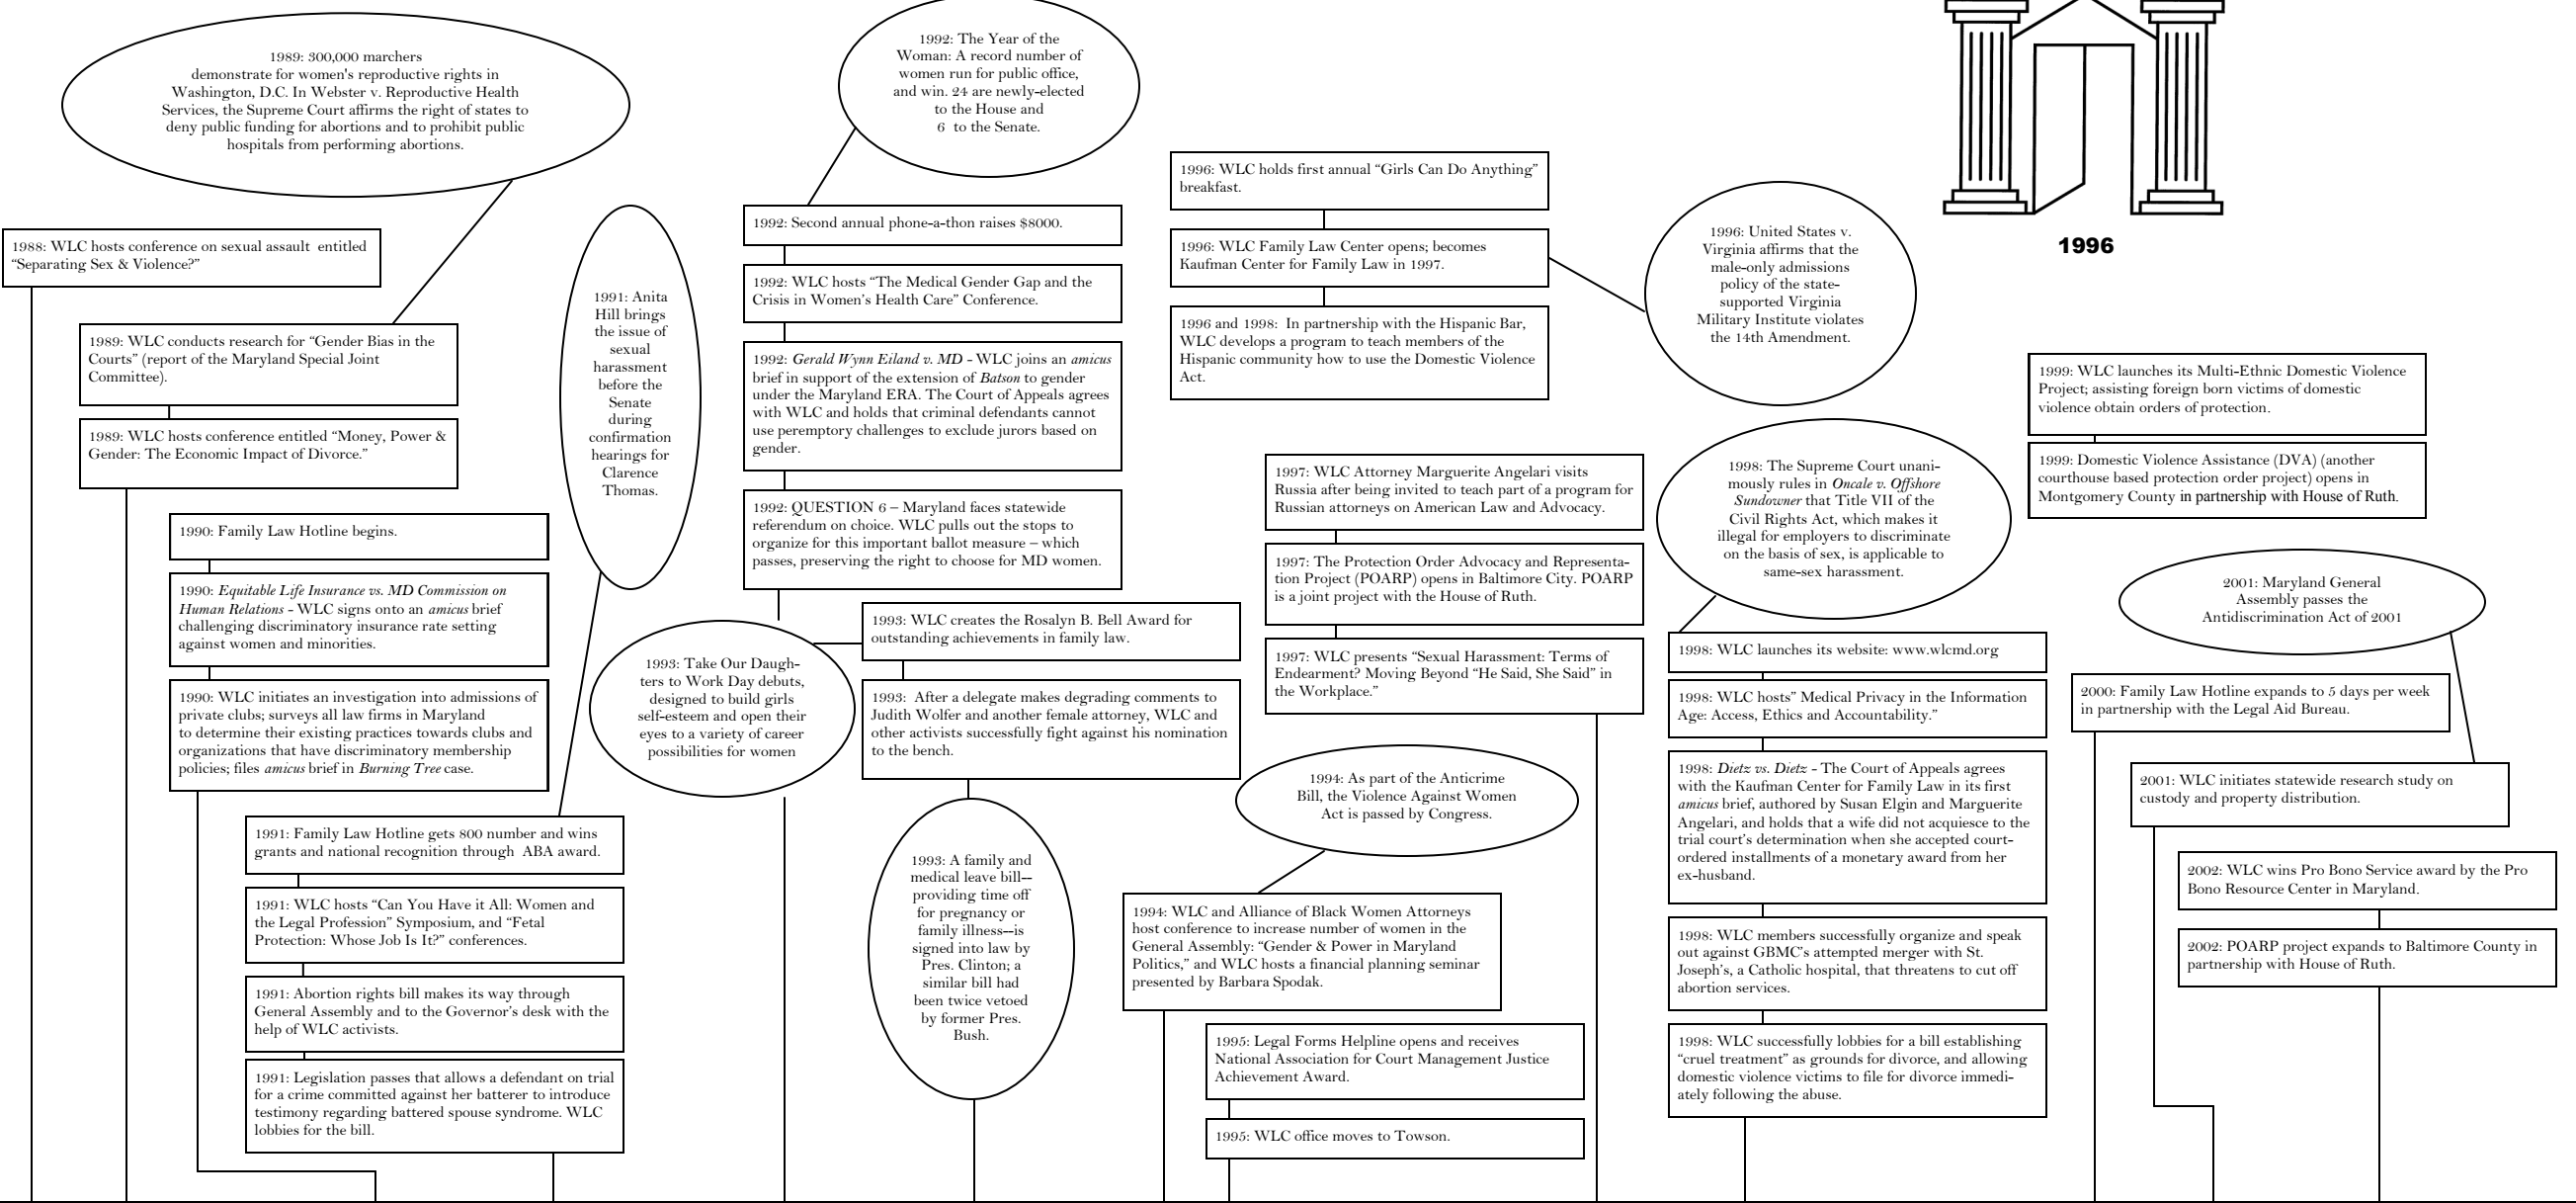 1989: 300,000 marchers
demonstrate for women's reproductive rights in
Washington, D.C. In Webster v. Reproductive Health
Services, the Supreme Court affirms the right of states to
deny public funding for abortions and to prohibit public
hospitals from performing abortions.
1988: WLC hosts conference on sexual assault entitled
“Separating Sex & Violence?”
1989: WLC conducts research for “Gender Bias in the
Courts” (report of the Maryland Special Joint
Committee).
1989: WLC hosts conference entitled “Money, Power &
Gender: The Economic Impact of Divorce.”
1990: Family Law Hotline begins.
1990: Equitable Life Insurance vs. MD Commission on
Human Relations - WLC signs onto an amicus brief
challenging discriminatory insurance rate setting
against women and minorities.
1990: WLC initiates an investigation into admissions of
private clubs; surveys all law firms in Maryland
to determine their existing practices towards clubs and
organizations that have discriminatory membership
policies; files amicus brief in Burning Tree case.
1991: Anita
Hill brings
the issue of
sexual
harassment
before the
Senate
during
confirmation
hearings for
Clarence
Thomas.
1991: Family Law Hotline gets 800 number and wins
grants and national recognition through ABA award.
1991: WLC hosts “Can You Have it All: Women and
the Legal Profession” Symposium, and “Fetal
Protection: Whose Job Is It?” conferences.
1991: Abortion rights bill makes its way through
General Assembly and to the Governor’s desk with the
help of WLC activists.
1991: Legislation passes that allows a defendant on trial
for a crime committed against her batterer to introduce
testimony regarding battered spouse syndrome. WLC
lobbies for the bill.
1992: The Year of the
Woman: A record number of
women run for public office,
and win. 24 are newly-elected
to the House and
6 to the Senate.
1992: Second annual phone-a-thon raises $8000.
1992: WLC hosts “The Medical Gender Gap and the
Crisis in Women’s Health Care” Conference.
1992: Gerald Wynn Eiland v. MD - WLC joins an amicus
brief in support of the extension of Batson to gender
under the Maryland ERA. The Court of Appeals agrees
with WLC and holds that criminal defendants cannot
use peremptory challenges to exclude jurors based on
gender.
1992: QUESTION 6 – Maryland faces statewide
referendum on choice. WLC pulls out the stops to
organize for this important ballot measure – which
passes, preserving the right to choose for MD women.
1993: Take Our Daugh-
ters to Work Day debuts,
designed to build girls
self-esteem and open their
eyes to a variety of career
possibilities for women
1993: WLC creates the Rosalyn B. Bell Award for
outstanding achievements in family law.
1993: After a delegate makes degrading comments to
Judith Wolfer and another female attorney, WLC and
other activists successfully fight against his nomination
to the bench.
1993: A family and
medical leave bill--
providing time off
for pregnancy or
family illness--is
signed into law by
Pres. Clinton; a
similar bill had
been twice vetoed
by former Pres.
Bush.
1994: As part of the Anticrime
Bill, the Violence Against Women
Act is passed by Congress.
1994: WLC and Alliance of Black Women Attorneys
host conference to increase number of women in the
General Assembly: “Gender & Power in Maryland
Politics,” and WLC hosts a financial planning seminar
presented by Barbara Spodak.
1995: Legal Forms Helpline opens and receives
National Association for Court Management Justice
Achievement Award.
1995: WLC office moves to Towson.
1996: WLC holds first annual “Girls Can Do Anything”
breakfast.
1996: WLC Family Law Center opens; becomes
Kaufman Center for Family Law in 1997.
1996 and 1998: In partnership with the Hispanic Bar,
WLC develops a program to teach members of the
Hispanic community how to use the Domestic Violence
Act.
1996: United States v.
Virginia affirms that the
male-only admissions
policy of the state-
supported Virginia
Military Institute violates
the 14th Amendment.
1996
1997: WLC Attorney Marguerite Angelari visits
Russia after being invited to teach part of a program for
Russian attorneys on American Law and Advocacy.
1997: The Protection Order Advocacy and Representa-
tion Project (POARP) opens in Baltimore City. POARP
is a joint project with the House of Ruth.
1997: WLC presents “Sexual Harassment: Terms of
Endearment? Moving Beyond “He Said, She Said” in
the Workplace.”
1998: The Supreme Court unani-
mously rules in Oncale v. Offshore
Sundowner that Title VII of the
Civil Rights Act, which makes it
illegal for employers to discriminate
on the basis of sex, is applicable to
same-sex harassment.
1998: WLC launches its website: www.wlcmd.org
1998: WLC hosts” Medical Privacy in the Information
Age: Access, Ethics and Accountability.”
1998: Dietz vs. Dietz - The Court of Appeals agrees
with the Kaufman Center for Family Law in its first
amicus brief, authored by Susan Elgin and Marguerite
Angelari, and holds that a wife did not acquiesce to the
trial court’s determination when she accepted court-
ordered installments of a monetary award from her
ex-husband.
1998: WLC members successfully organize and speak
out against GBMC’s attempted merger with St.
Joseph’s, a Catholic hospital, that threatens to cut off
abortion services.
1998: WLC successfully lobbies for a bill establishing
“cruel treatment” as grounds for divorce, and allowing
domestic violence victims to file for divorce immedi-
ately following the abuse.
1999: WLC launches its Multi-Ethnic Domestic Violence
Project; assisting foreign born victims of domestic
violence obtain orders of protection.
1999: Domestic Violence Assistance (DVA) (another
courthouse based protection order project) opens in
Montgomery County in partnership with House of Ruth.
2001: Maryland General
Assembly passes the
Antidiscrimination Act of 2001
2000: Family Law Hotline expands to 5 days per week
in partnership with the Legal Aid Bureau.
2001: WLC initiates statewide research study on
custody and property distribution.
2002: WLC wins Pro Bono Service award by the Pro
Bono Resource Center in Maryland.
2002: POARP project expands to Baltimore County in
partnership with House of Ruth.